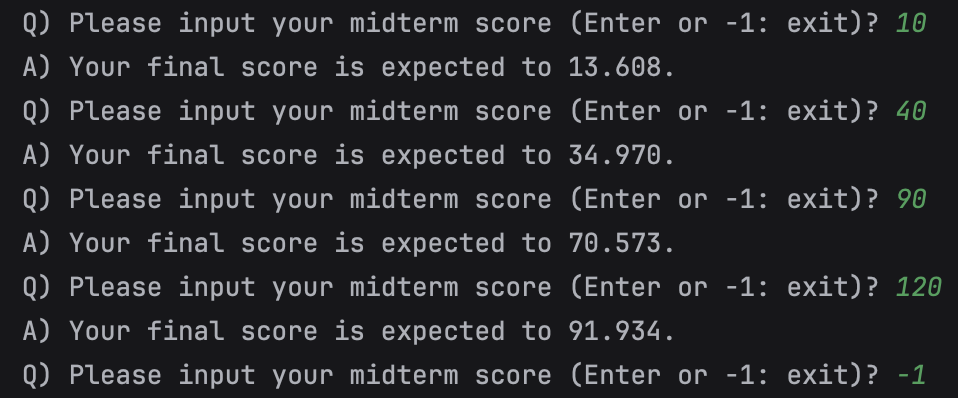 Q) Please input your midterm score (Enter or -1: exit)? 10
A) Your final score is expected to 13.608.
Q) Please input your midterm score (Enter or -1: exit)? 40
A) Your final score is expected to 34.970.
Q) Please input your midterm score (Enter or -1: exit)? 90
A) Your final score is expected to 70.573.
Q) Please input your midterm score (Enter or -1: exit)? 120
A) Your final score is expected to 91.934.
Q) Please input your midterm score (Enter or -1: exit)? -1